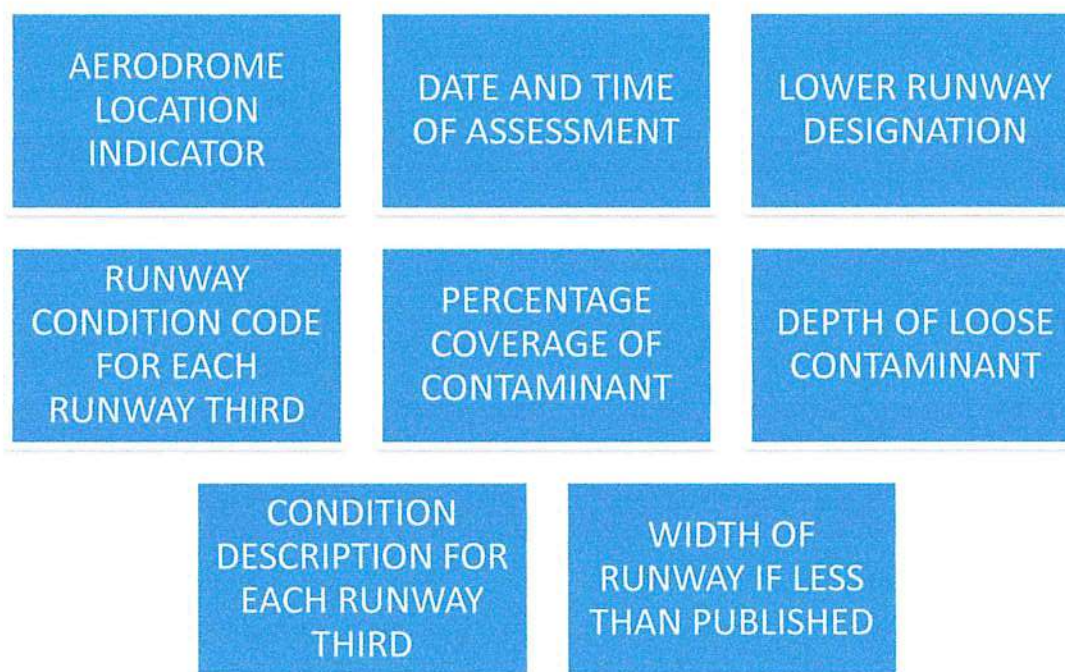 AERODROME
LOCATION
INDICATOR
DATE AND TIME
OF ASSESSMENT
LOWER RUNWAY
DESIGNATION
RUNWAY
CONDITION CODE
FOR EACH
RUNWAY THIRD
PERCENTAGE
COVERAGE OF
CONTAMINANT
DEPTH OF LOOSE
CONTAMINANT
CONDITION
DESCRIPTION FOR
EACH RUNWAY
THIRD
WIDTH OF
RUNWAY IF LESS
THAN PUBLISHED